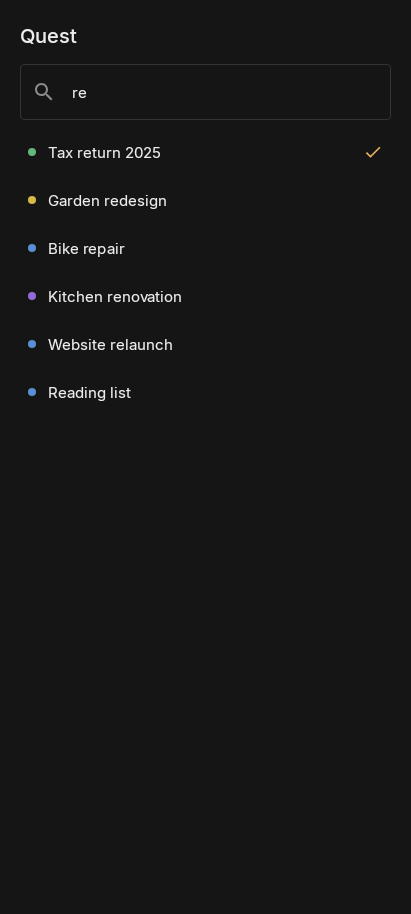 Quest
re
Tax return 2025
Garden redesign
Bike repair
Kitchen renovation
Website relaunch
Reading list